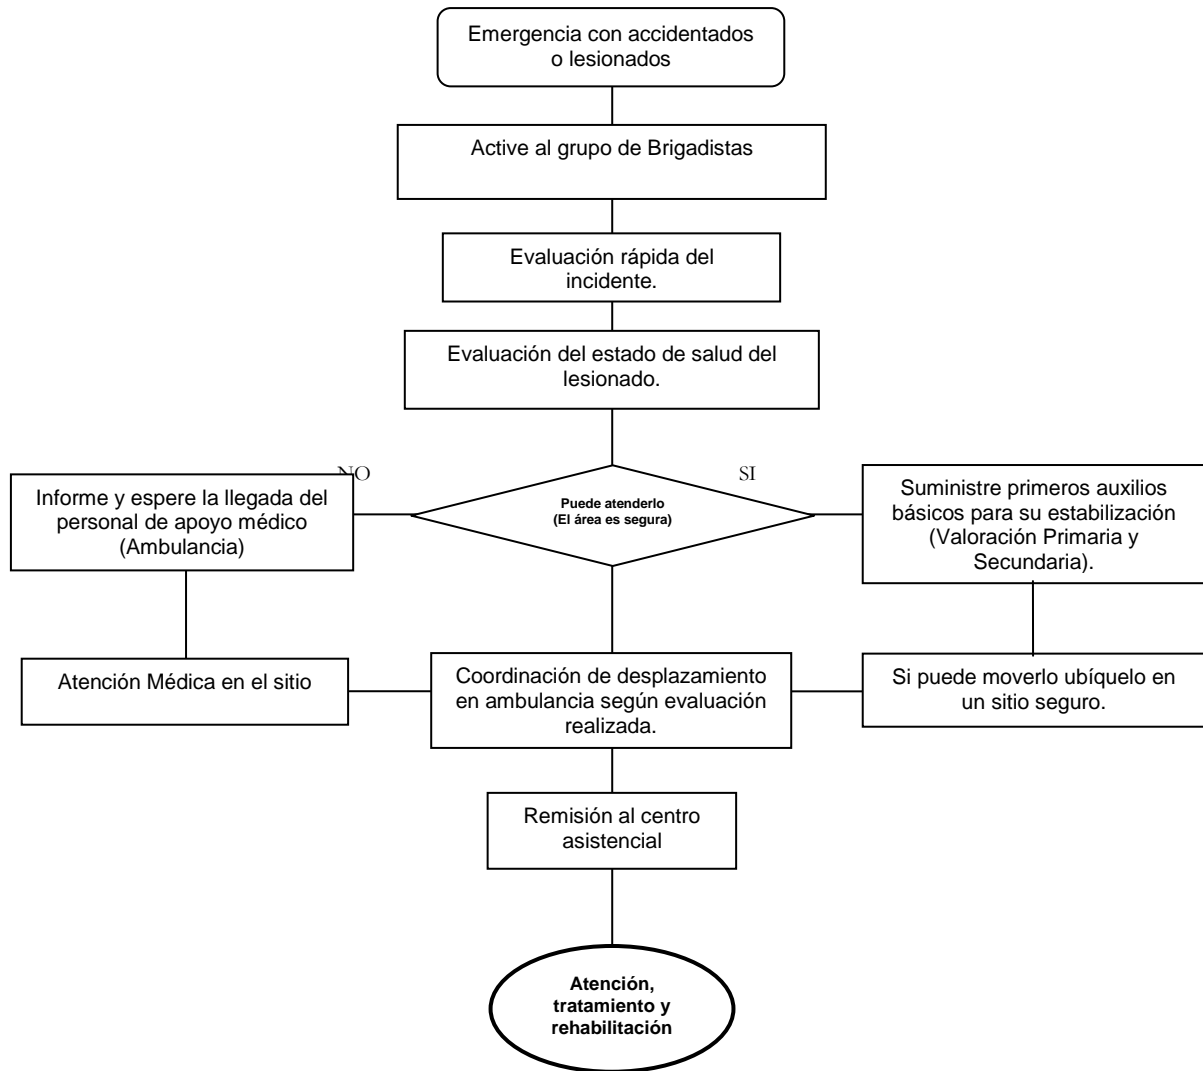 Emergencia con accidentados
o lesionados
Active al grupo de Brigadistas
Evaluación rápida del
incidente.
Evaluación del estado de salud del
lesionado.
NO
SI
Puede atenderlo
(El área es segura)
Informe y espere la llegada del
personal de apoyo médico
(Ambulancia)
Suministre primeros auxilios
básicos para su estabilización
(Valoración Primaria y
Secundaria).
Atención Médica en el sitio
Coordinación de desplazamiento
en ambulancia según evaluación
realizada.
Si puede moverlo ubíquelo en
un sitio seguro.
Remisión al centro
asistencial
Atención,
tratamiento y
rehabilitación